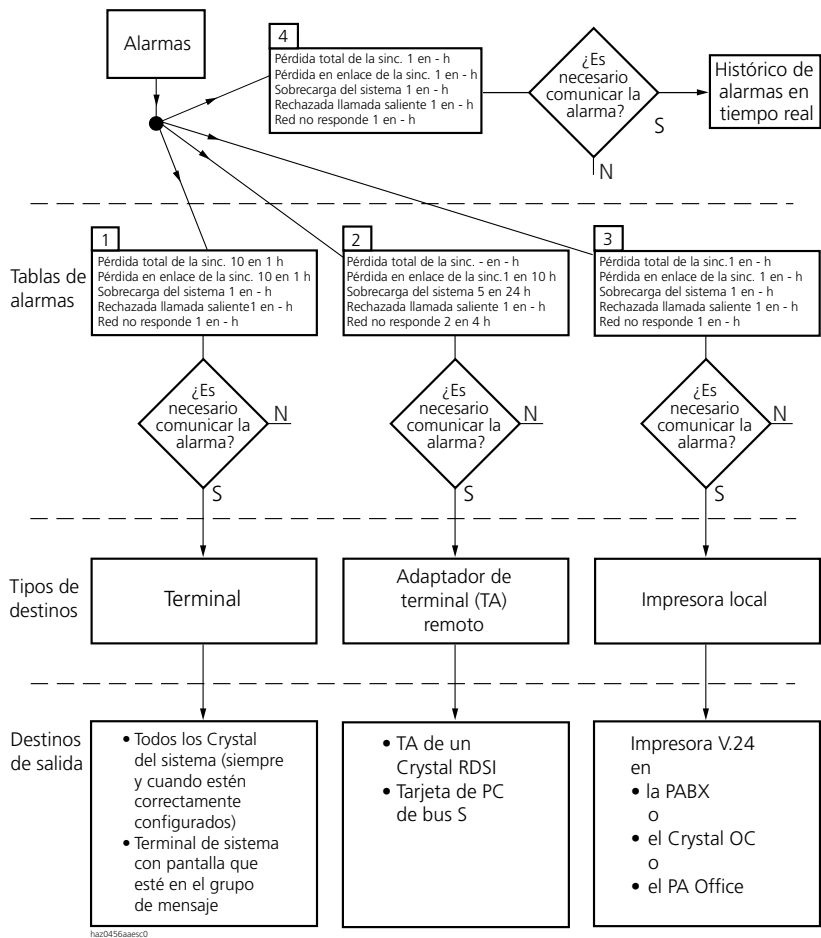 Alarmas
4
Pérdida total de la sinc. 1 en - h
Pérdida en enlace de la sinc. 1 en - h
Sobrecarga del sistema 1 en - h
Rechazada llamada saliente 1 en - h
Red no responde 1 en - h
¿Es
necesario
comunicar la
alarma?
S
N
Histórico de
alarmas en
tiempo real
Tablas de
alarmas
1
Pérdida total de la sinc. 10 en 1 h
Pérdida en enlace de la sinc. 10 en 1 h
Sobrecarga del sistema 1 en - h
Rechazada llamada saliente1 en - h
Red no responde 1 en - h
2
Pérdida total de la sinc. - en - h
Pérdida en enlace de la sinc.1 en 10 h
Sobrecarga del sistema 5 en 24 h
Rechazada llamada saliente 1 en - h
Red no responde 2 en 4 h
3
Pérdida total de la sinc.1 en - h
Pérdida en enlace de la sinc. 1 en - h
Sobrecarga del sistema 1 en - h
Rechazada llamada saliente 1 en - h
Red no responde 1 en - h
¿Es
necesario
comunicar la
alarma?
N
S
¿Es
necesario
comunicar la
alarma?
N
S
¿Es
necesario
comunicar la
alarma?
N
S
Tipos de
destinos
Terminal
Adaptador de
terminal (TA)
remoto
Impresora local
Destinos
de salida
• Todos los Crystal
del sistema (siempre
y cuando estén
correctamente
configurados)
• Terminal de sistema
con pantalla que
esté en el grupo
de mensaje
• TA de un
Crystal RDSI
• Tarjeta de PC
de bus S
Impresora V.24
en
• la PABX
o
• el Crystal OC
o
• el PA Office
haz0456aaesc0